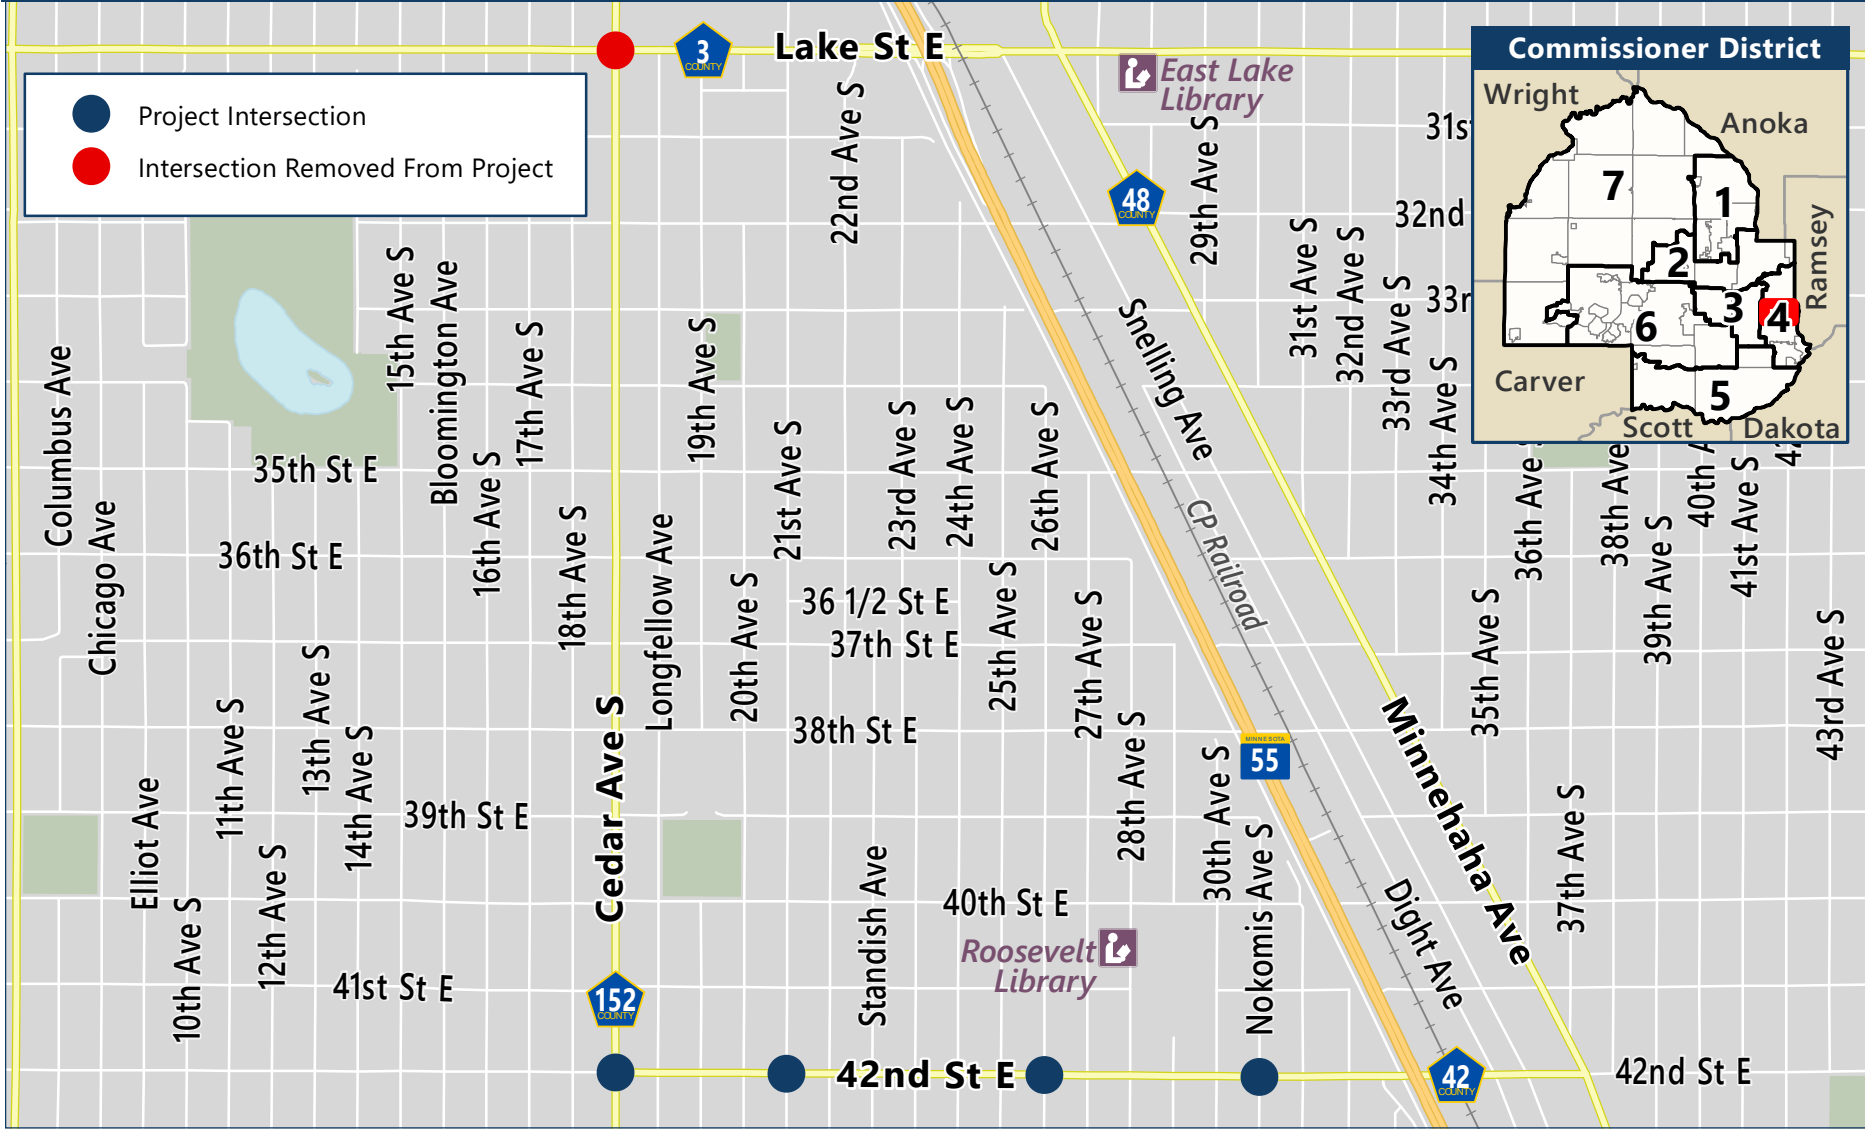 3
COUNTY
Lake St E
Project Intersection
Intersection Removed From Project
East Lake
Library
Commissioner District
Wright
Anoka
7
1
2
Ramsey
3
4
6
Carver
5
Scott
Dakota
22nd Ave S
48
COUNTY
29th Ave S
31st
32nd
33r
15th Ave S
Bloomington Ave
17th Ave S
19th Ave S
31st Ave S
32nd Ave S
33rd Ave S
34th Ave S
Snelling Ave
Columbus Ave
Chicago Ave
35th St E
36th St E
16th Ave S
18th Ave S
Longfellow Ave
21st Ave S
23rd Ave S
24th Ave S
26th Ave S
CP Railroad
36th Ave S
38th Ave
40th A
41st Ave S
39th Ave S
42
36 1/2 St E
37th St E
20th Ave S
25th Ave S
27th Ave S
35th Ave S
43rd Ave S
38th St E
Cedar Ave S
Minnehaha Ave
MINNESOTA
55
11th Ave S
13th Ave S
14th Ave S
39th St E
28th Ave S
30th Ave S
37th Ave S
Elliot Ave
10th Ave S
12th Ave S
41st St E
Standish Ave
40th St E
Roosevelt
Library
Nokomis Ave S
Dight Ave
152
COUNTY
42nd St E
42
COUNTY
42nd St E